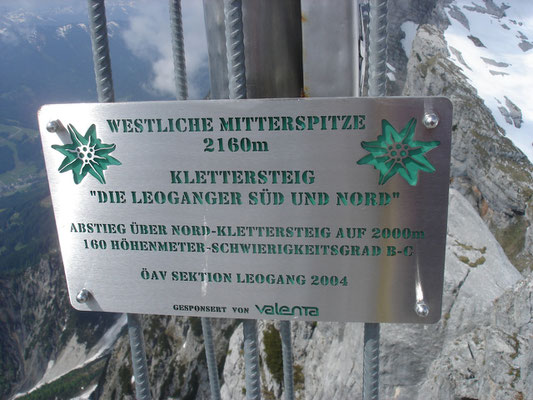 WESTLICHE MITTERSPITZE
2160m
KLETTERSTEIG
"DIE LEOGANGER SÜD UND NORD"
ABSTIEG ÜBER NORD-KLETTERSTEIG AUF 2000m
160 HÖHENMETER-SCHWIERIGKEITSGRAD B-C
ÖAV SEKTION LEOGANG 2004
GESPONSERT VON valenta